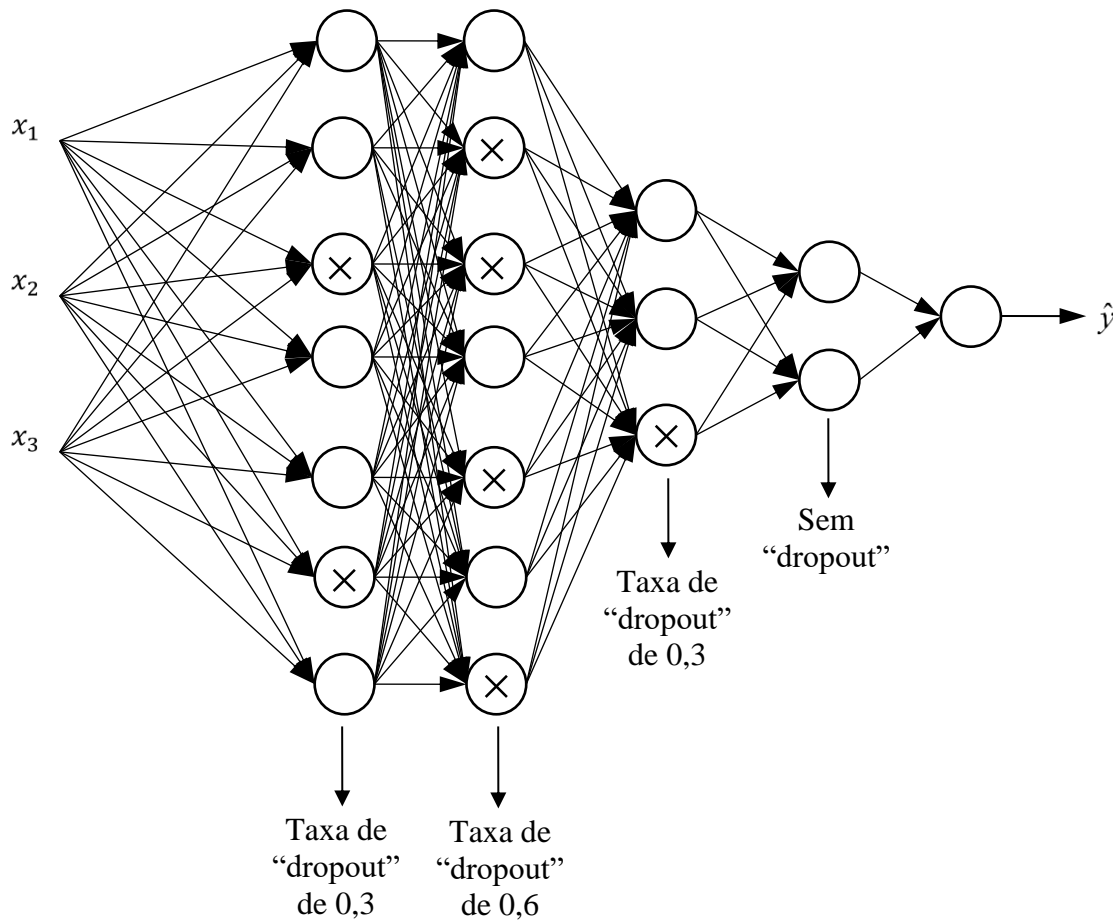 x₁
x₂
x₃
ŷ
Sem
“dropout”
Taxa de
“dropout”
de 0,3
Taxa de
“dropout”
de 0,3
Taxa de
“dropout”
de 0,6